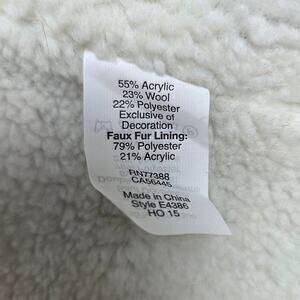 55% Acrylic
23% Wool
22% Polyester
Exclusive of
Decoration
Faux Fur Lining:
79% Polyester
21% Acrylic
RN77388
CA56445
Made in China
Style E4386
HO 15